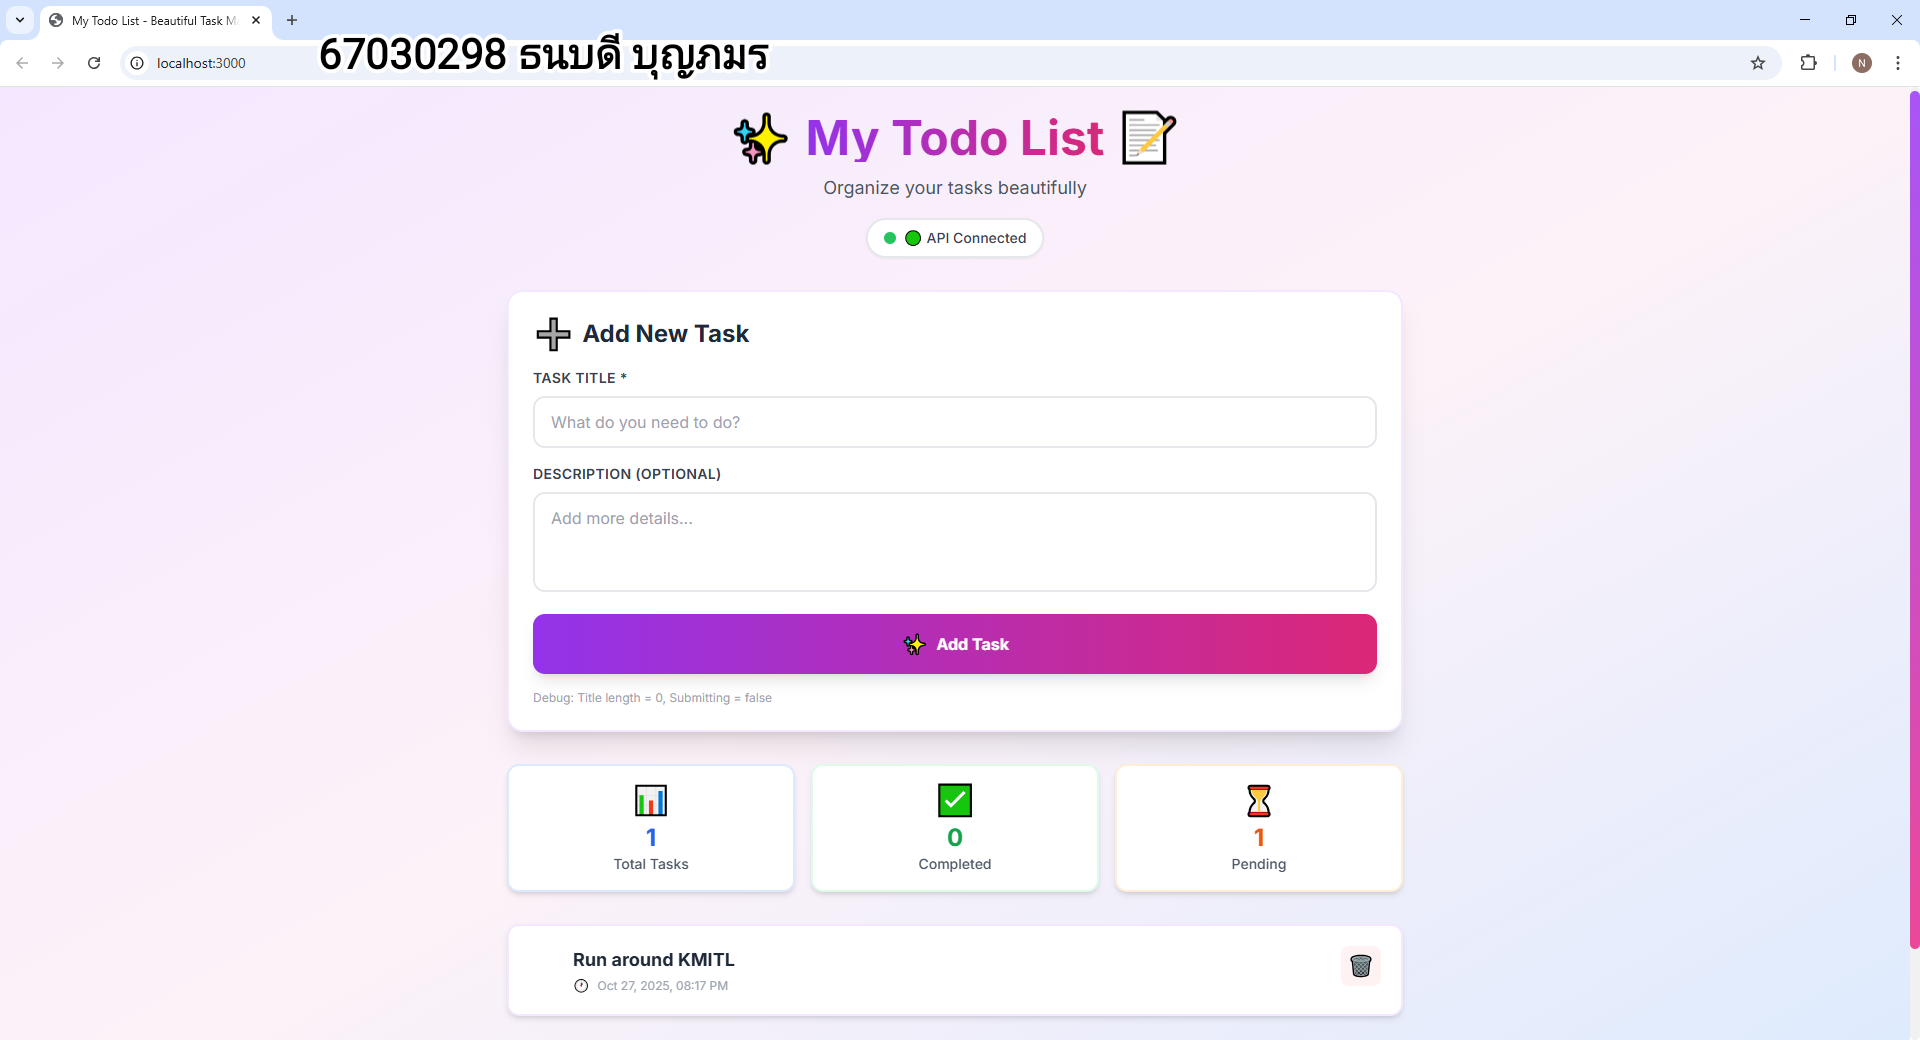 My Todo List - Beautiful Task M
localhost:3000
67030298 ธนบดี บุญภมร
N
My Todo List
Organize your tasks beautifully
API Connected
Add New Task
TASK TITLE *
What do you need to do?
DESCRIPTION (OPTIONAL)
Add more details...
Add Task
Debug: Title length = 0, Submitting = false
1
Total Tasks
0
Completed
1
Pending
Run around KMITL
Oct 27, 2025, 08:17 PM